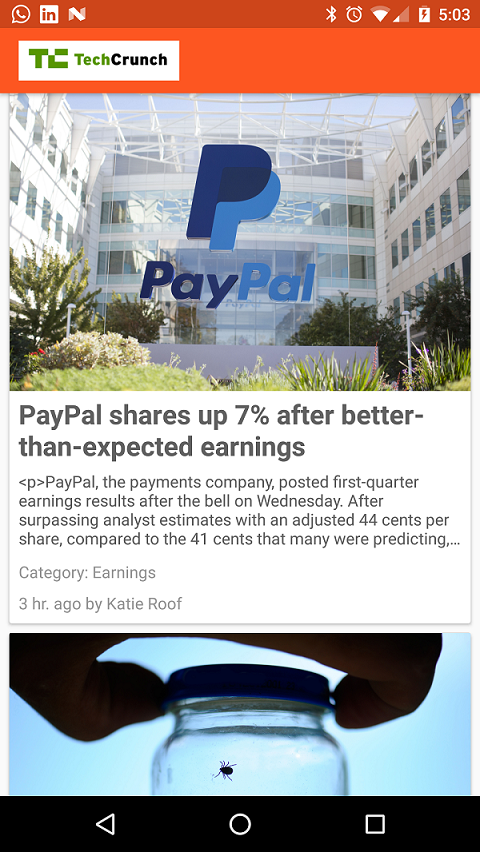 5:03
TechCrunch
PayPal
PayPal shares up 7% after better-
than-expected earnings
<p>PayPal, the payments company, posted first-quarter
earnings results after the bell on Wednesday. After
surpassing analyst estimates with an adjusted 44 cents per
share, compared to the 41 cents that many were predicting,…
Category: Earnings
3 hr. ago by Katie Roof